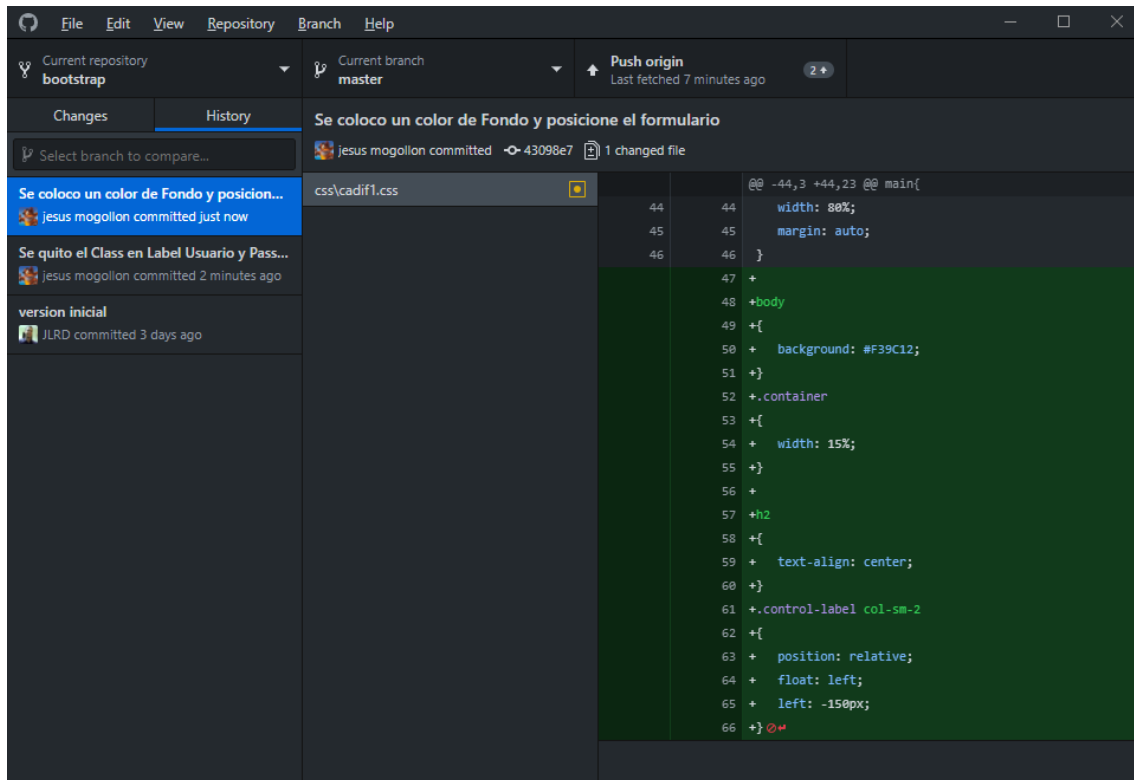 File Edit View Repository Branch Help
Current repository
bootstrap
Current branch
master
Push origin
Last fetched 7 minutes ago
2
Changes History
Select branch to compare...
Se coloco un color de Fondo y posicion...
jesus mogollon committed just now
Se quito el Class en Label Usuario y Pass...
jesus mogollon committed 2 minutes ago
version inicial
JLRD committed 3 days ago
Se coloco un color de Fondo y posicione el formulario
jesus mogollon committed 43098e7 1 changed file
css\cadif1.css
@@ -44,3 +44,23 @@ main{
44 44 width: 80%;
45 45 margin: auto;
46 46 }
47 +
48 +body
49 +{
50 + background: #F39C12;
51 +}
52 +.container
53 +{
54 + width: 15%;
55 +}
56 +
57 +h2
58 +{
59 + text-align: center;
60 +}
61 +.control-label col-sm-2
62 +{
63 + position: relative;
64 + float: left;
65 + left: -150px;
66 +}